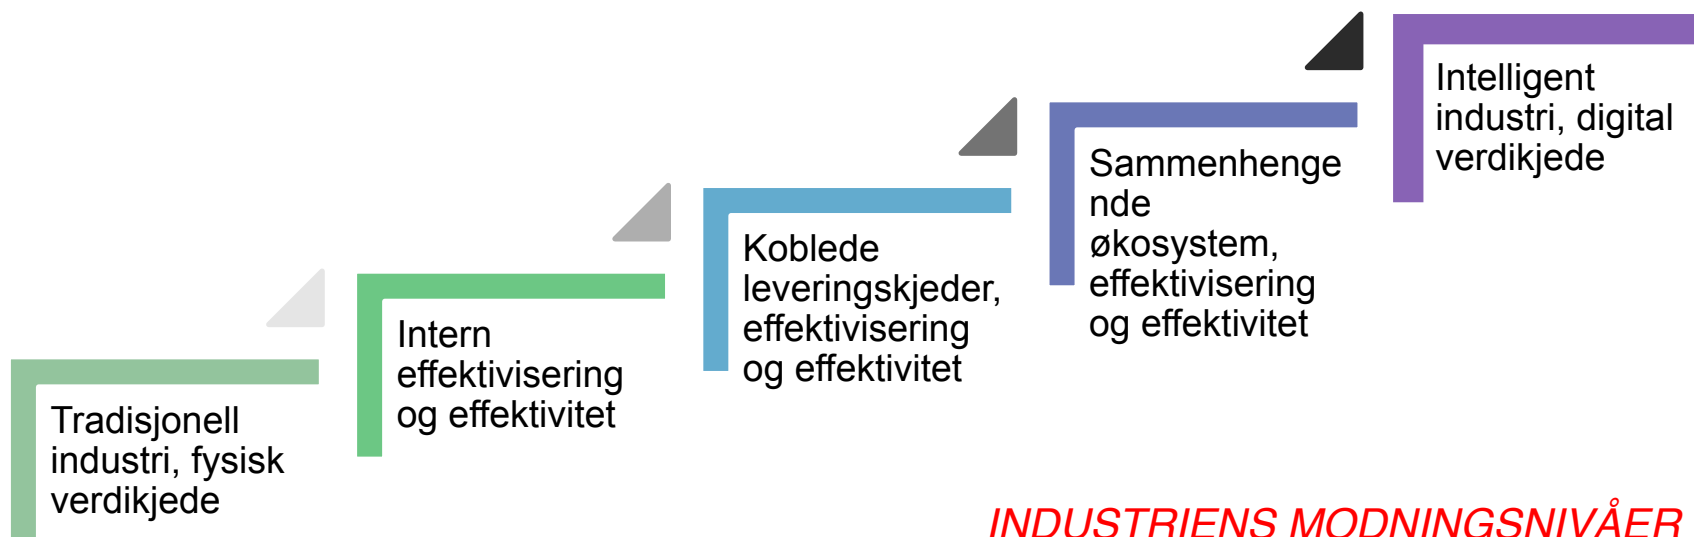 Tradisjonell
industri, fysisk
verdikjede
Intern
effektivisering
og effektivitet
Koblede
leveringskjeder,
effektivisering
og effektivitet
Sammenhenge
nde
økosystem,
effektivisering
og effektivitet
Intelligent
industri, digital
verdikjede
INDUSTRIENS MODNINGSNIVÅER